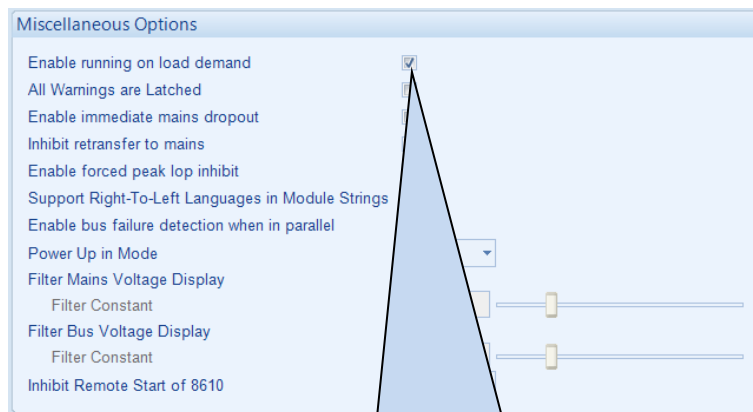 Miscellaneous Options
Enable running on load demand
All Warnings are Latched
Enable immediate mains dropout
Inhibit retransfer to mains
Enable forced peak lop inhibit
Support Right-To-Left Languages in Module Strings
Enable bus failure detection when in parallel
Power Up in Mode
Filter Mains Voltage Display
Filter Constant
Filter Bus Voltage Display
Filter Constant
Inhibit Remote Start of 8610